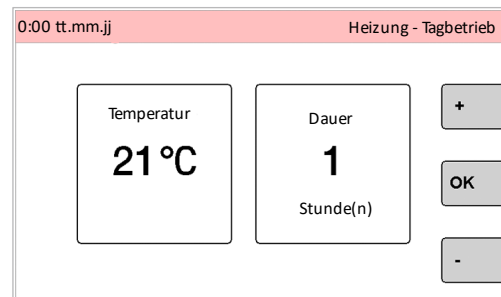 0:00 tt.mm.jj Heizung - Tagbetrieb
Temperatur
21 °C
Dauer
1
Stunde(n)
+
OK
-